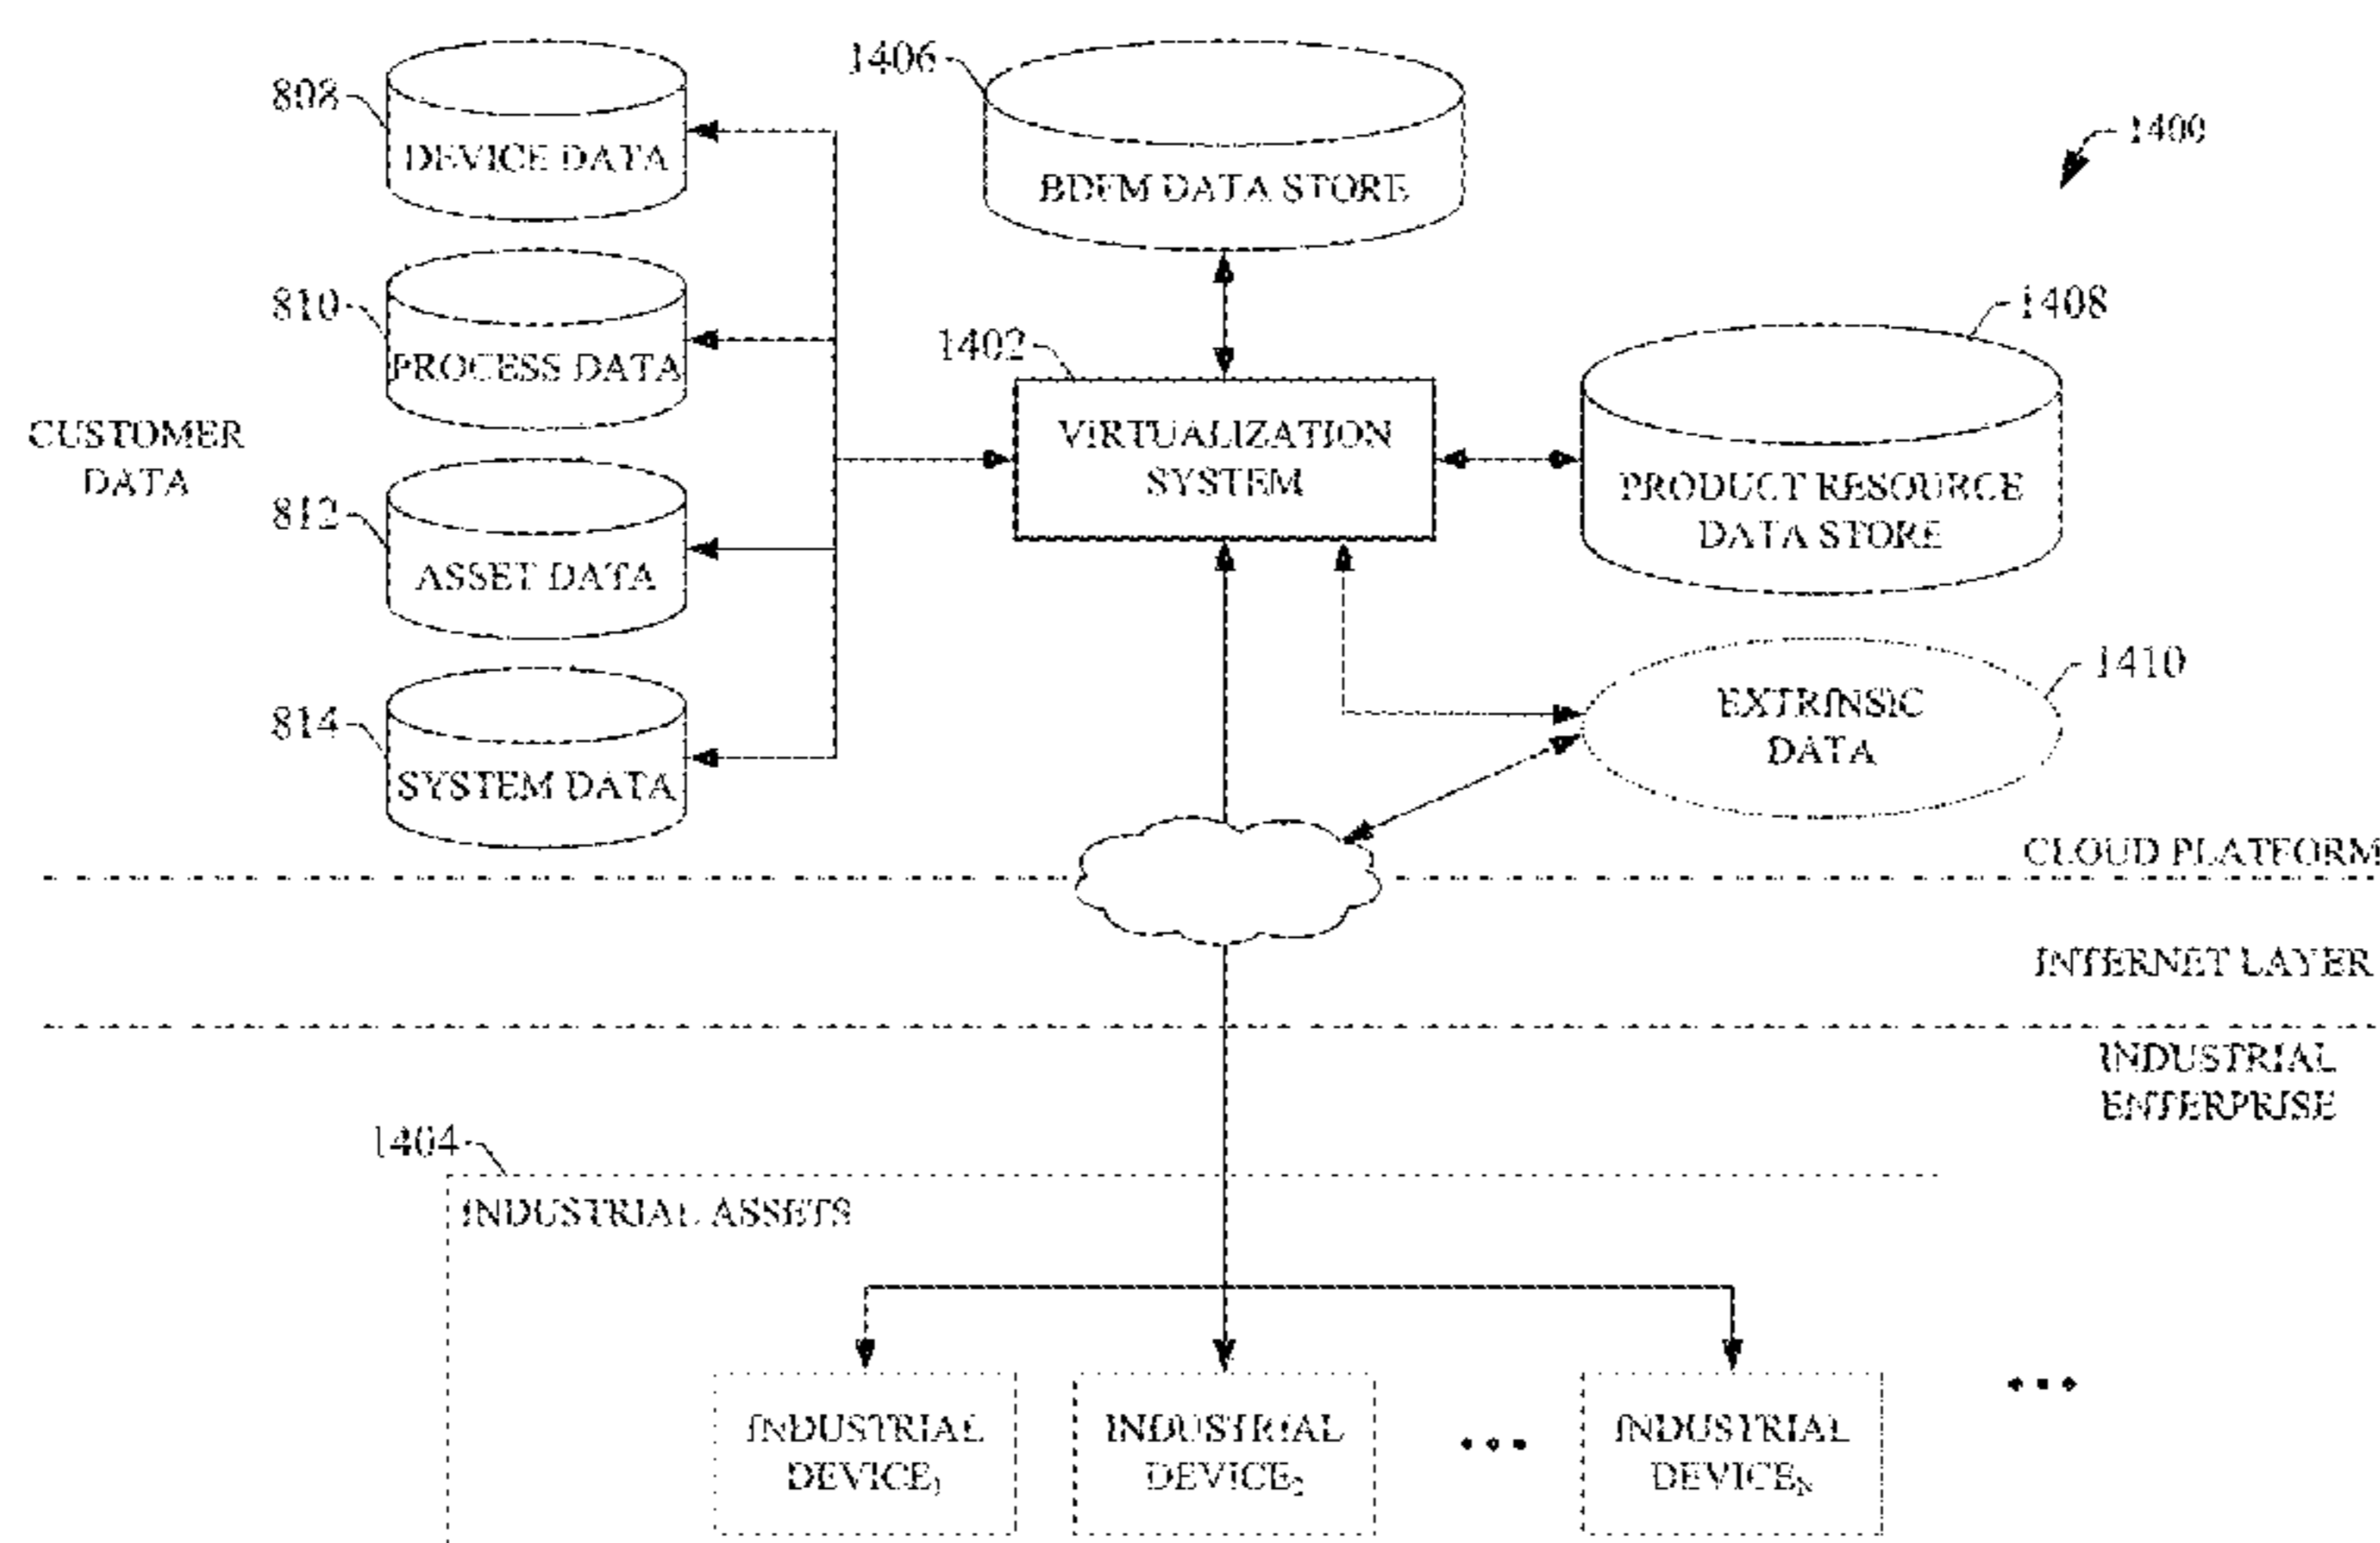 1406
808
1400
DEVICE DATA
BDFM DATA STORE
810
1408
1402
PROCESS DATA
CUSTOMER
DATA
VIRTUALIZATION
SYSTEM
812
PRODUCT RESOURCE
DATA STORE
ASSET DATA
1410
814
EXTRINSIC
DATA
SYSTEM DATA
CLOUD PLATFORM
INTERNET LAYER
INDUSTRIAL
ENTERPRISE
1404
INDUSTRIAL ASSETS
INDUSTRIAL
DEVICE1
INDUSTRIAL
DEVICE2
INDUSTRIAL
DEVICEN